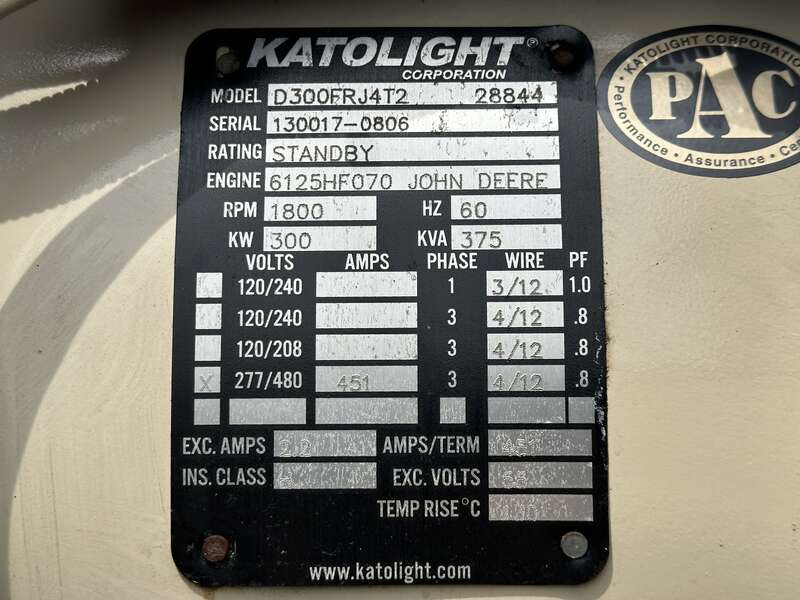 KATOLIGHT®
CORPORATION
MODEL D300FRJ4T2 28844
SERIAL 130017-0806
RATING STANDBY
ENGINE 6125HF070 JOHN DEERE
RPM 1800 HZ 60
KW 300 KVA 375
VOLTS AMPS PHASE WIRE PF
120/240 1 3/12 1.0
120/240 3 4/12 .8
120/208 3 4/12 .8
X 277/480 451 3 4/12 .8
EXC. AMPS 2.2 AMPS/TERM
INS. CLASS EXC. VOLTS
TEMP RISE°C
www.katolight.com
KATOLIGHT CORPORATION
PAC
Performance • Assurance •